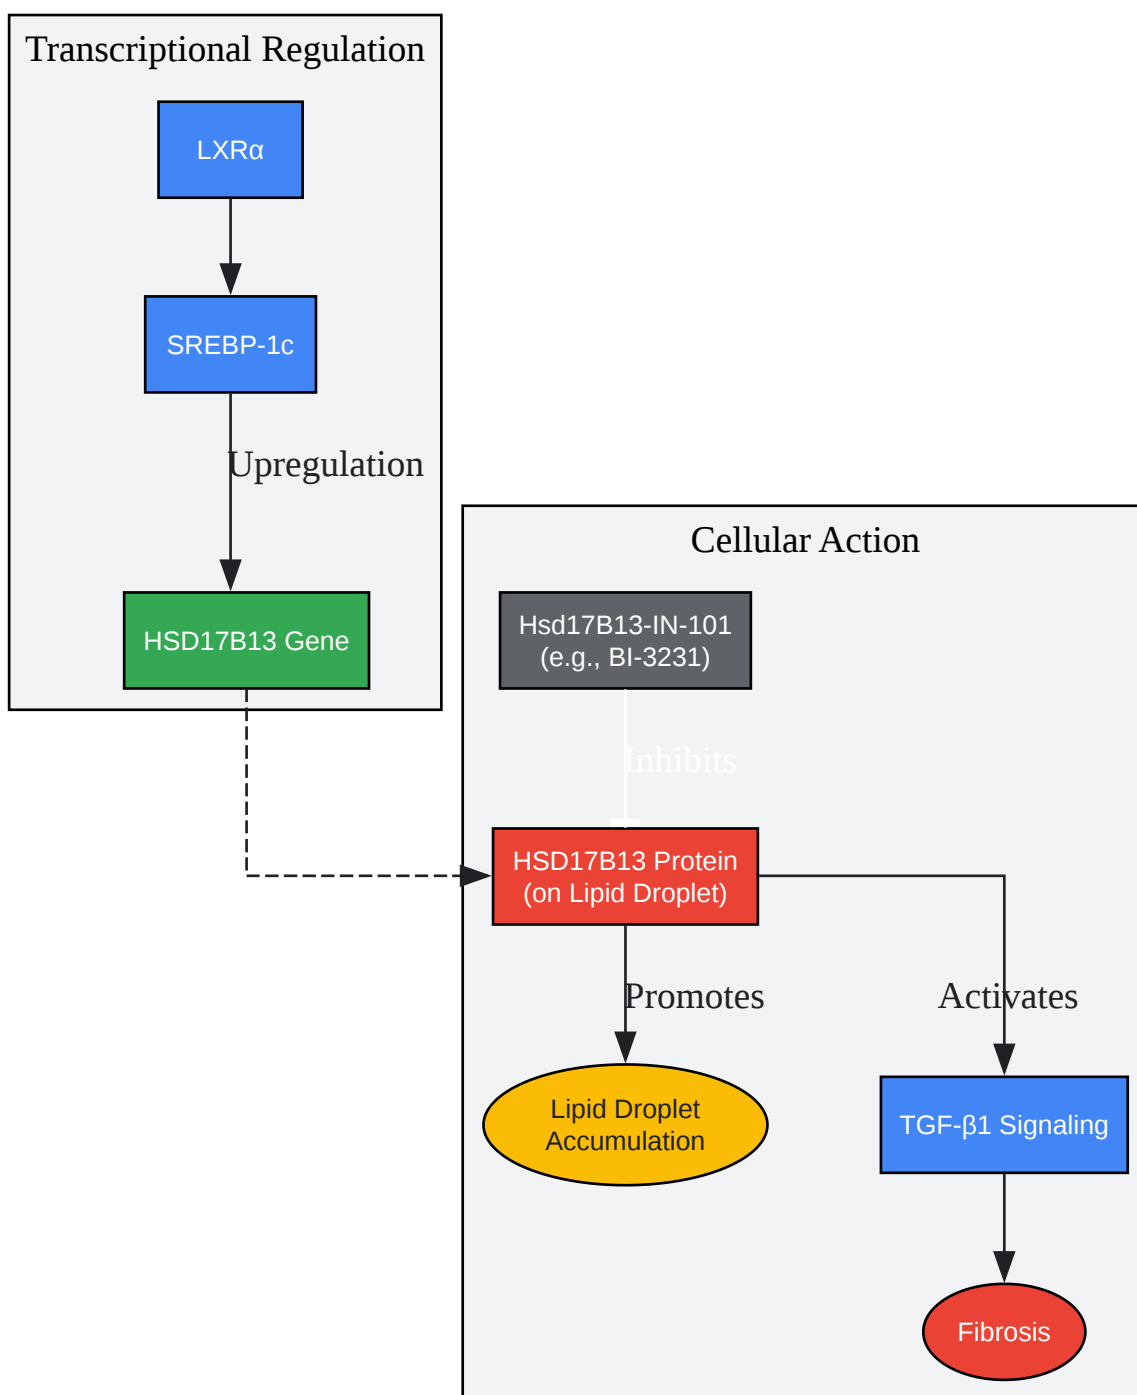 Transcriptional Regulation
LXRα
SREBP-1c
Upregulation
HSD17B13 Gene
Cellular Action
Hsd17B13-IN-101
(e.g., BI-3231)
Inhibits
HSD17B13 Protein
(on Lipid Droplet)
Promotes
Activates
Lipid Droplet
Accumulation
TGF-β1 Signaling
Fibrosis